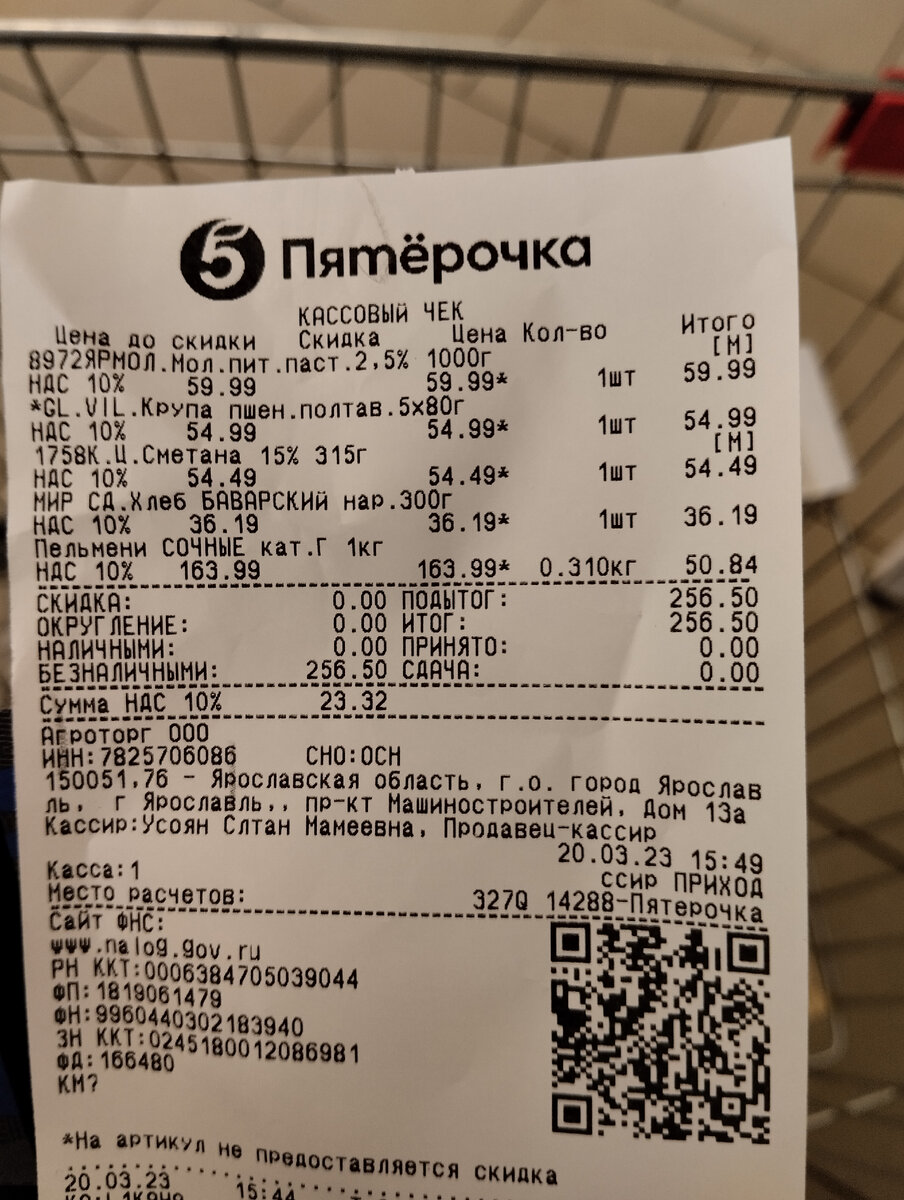 5 Пятёрочка
КАССОВЫЙ ЧЕК
Цена до скидки Скидка Цена Кол-во Итого
[М]
8972ЯРМОЛ.Мол.пит.паст.2,5% 1000г
НДС 10% 59.99 59.99* 1шт 59.99
*GL.VIL.Крупа пшен.полтав.5х80г
НДС 10% 54.99 54.99* 1шт 54.99
[М]
1758К.Ц.Сметана 15% 315г
НДС 10% 54.49 54.49* 1шт 54.49
МИР СД.Хлеб БАВАРСКИЙ нар.300г
НДС 10% 36.19 36.19* 1шт 36.19
Пельмени СОЧНЫЕ кат.Г 1кг
НДС 10% 163.99 163.99* 0.310кг 50.84
СКИДКА: 0.00 ПОДЫТОГ: 256.50
ОКРУГЛЕНИЕ: 0.00 ИТОГ: 256.50
НАЛИЧНЫМИ: 0.00 ПРИНЯТО: 0.00
БЕЗНАЛИЧНЫМИ: 256.50 СДАЧА: 0.00
Сумма НДС 10% 23.32
Агроторг ООО
ИНН:7825706086 СНО:ОСН
150051,76 - Ярославская область, г.о. город Ярослав
ль, г Ярославль,, пр-кт Машиностроителей, Дом 13а
Кассир:Усоян Слтан Мамеевна, Продавец-кассир
20.03.23 15:49
Касса:1 ссир ПРИХОД
Место расчетов: 327Q 14288-Пятерочка
Сайт ФНС:
www.nalog.gov.ru
РН ККТ:0006384705039044
ФП:1819061479
ФН:9960440302183940
ЗН ККТ:0245180012086981
ФД:166480
КМ?
*На артикул не предоставляется скидка
20.03.23 15:44